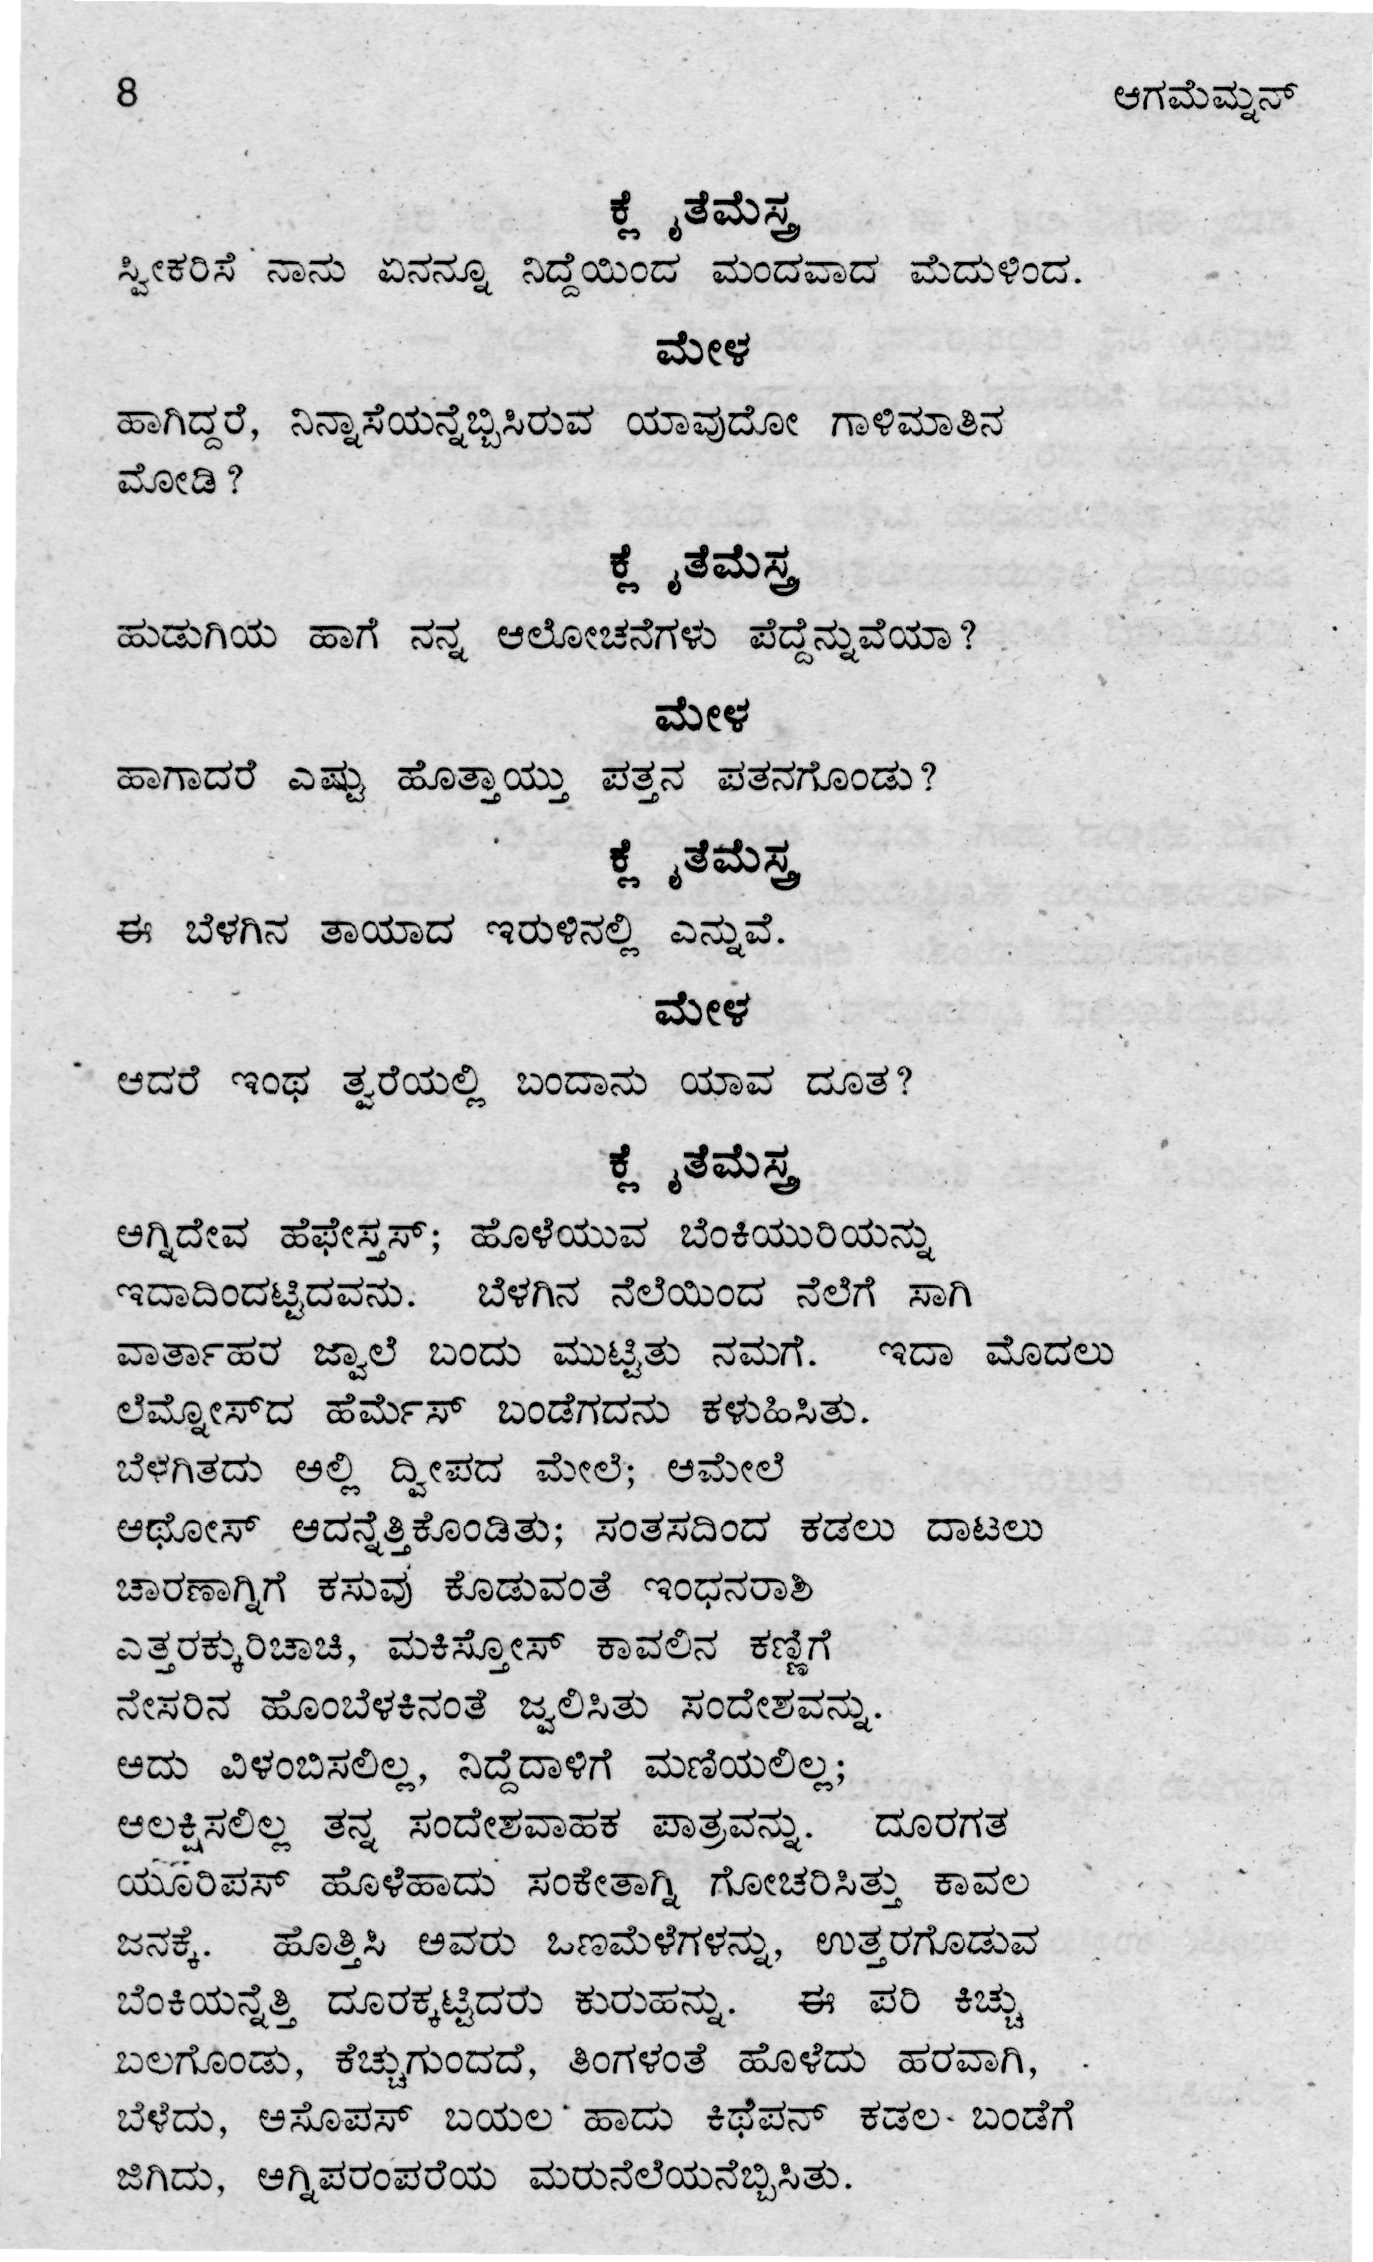 8 ಆಗಮೆಮ್ನನ್
ಕ್ಲೈತೆಮೆಸ್ತ್ರ
ಸ್ವೀಕರಿಸೆ ನಾನು ಏನನ್ನೂ ನಿದ್ದೆಯಿಂದ ಮಂದವಾದ ಮೆದುಳಿಂದ.
ಮೇಳ
ಹಾಗಿದ್ದರೆ, ನಿನ್ನಾಸೆಯನ್ನೆಬ್ಬಿಸಿರುವ ಯಾವುದೋ ಗಾಳಿಮಾತಿನ
ಮೋಡಿ?
ಕ್ಲೈತೆಮೆಸ್ತ್ರ
ಹುಡುಗಿಯ ಹಾಗೆ ನನ್ನ ಆಲೋಚನೆಗಳು ಪೆದ್ದೆನ್ನುವೆಯಾ?
ಮೇಳ
ಹಾಗಾದರೆ ಎಷ್ಟು ಹೊತ್ತಾಯ್ತು ಪತ್ತನ ಪತನಗೊಂಡು?
ಕ್ಲೈತೆಮೆಸ್ತ್ರ
ಈ ಬೆಳಗಿನ ತಾಯಾದ ಇರುಳಿನಲ್ಲಿ ಎನ್ನುವೆ.
ಮೇಳ
ಆದರೆ ಇಂಥ ತ್ವರೆಯಲ್ಲಿ ಬಂದಾನು ಯಾವ ದೂತ?
ಕ್ಲೈತೆಮೆಸ್ತ್ರ
ಅಗ್ನಿದೇವ ಹೆಫೇಸ್ತಸ್; ಹೊಳೆಯುವ ಬೆಂಕಿಯುರಿಯನ್ನು
ಇದಾದಿಂದಟ್ಟಿದವನು. ಬೆಳಗಿನ ನೆಲೆಯಿಂದ ನೆಲೆಗೆ ಸಾಗಿ
ವಾರ್ತಾಹರ ಜ್ವಾಲೆ ಬಂದು ಮುಟ್ಟಿತು ನಮಗೆ. ಇದಾ ಮೊದಲು
ಲೆಮ್ನೋಸ್‌ದ ಹೆರ್ಮೆಸ್ ಬಂಡೆಗದನು ಕಳುಹಿಸಿತು.
ಬೆಳಗಿತದು ಅಲ್ಲಿ ದ್ವೀಪದ ಮೇಲೆ; ಆಮೇಲೆ
ಆಥೋಸ್ ಅದನ್ನೆತ್ತಿಕೊಂಡಿತು; ಸಂತಸದಿಂದ ಕಡಲು ದಾಟಲು
ಚಾರಣಾಗ್ನಿಗೆ ಕಸುವು ಕೊಡುವಂತೆ ಇಂಧನರಾಶಿ
ಎತ್ತರಕ್ಕುರಿಚಾಚಿ, ಮಕಿಸ್ತೋಸ್ ಕಾವಲಿನ ಕಣ್ಣಿಗೆ
ನೇಸರಿನ ಹೊಂಬೆಳಕಿನಂತೆ ಜ್ವಲಿಸಿತು ಸಂದೇಶವನ್ನು.
ಅದು ವಿಳಂಬಿಸಲಿಲ್ಲ, ನಿದ್ದೆದಾಳಿಗೆ ಮಣಿಯಲಿಲ್ಲ;
ಅಲಕ್ಷಿಸಲಿಲ್ಲ ತನ್ನ ಸಂದೇಶವಾಹಕ ಪಾತ್ರವನ್ನು. ದೂರಗತ
ಯೂರಿಪಸ್ ಹೊಳೆಹಾದು ಸಂಕೇತಾಗ್ನಿ ಗೋಚರಿಸಿತ್ತು ಕಾವಲ
ಜನಕ್ಕೆ. ಹೊತ್ತಿಸಿ ಅವರು ಒಣಮೆಳೆಗಳನ್ನು, ಉತ್ತರಗೊಡುವ
ಬೆಂಕಿಯನ್ನೆತ್ತಿ ದೂರಕ್ಕಟ್ಟಿದರು ಕುರುಹನ್ನು. ಈ ಪರಿ ಕಿಚ್ಚು
ಬಲಗೊಂಡು, ಕೆಚ್ಚುಗುಂದದೆ, ತಿಂಗಳಂತೆ ಹೊಳೆದು ಹರವಾಗಿ,
ಬೆಳೆದು, ಅಸೊಪಸ್ ಬಯಲ ಹಾದು ಕಿಥೆಪನ್ ಕಡಲ ಬಂಡೆಗೆ
ಜಿಗಿದು, ಅಗ್ನಿಪರಂಪರೆಯ ಮರುನೆಲೆಯನೆಬ್ಬಿಸಿತು.